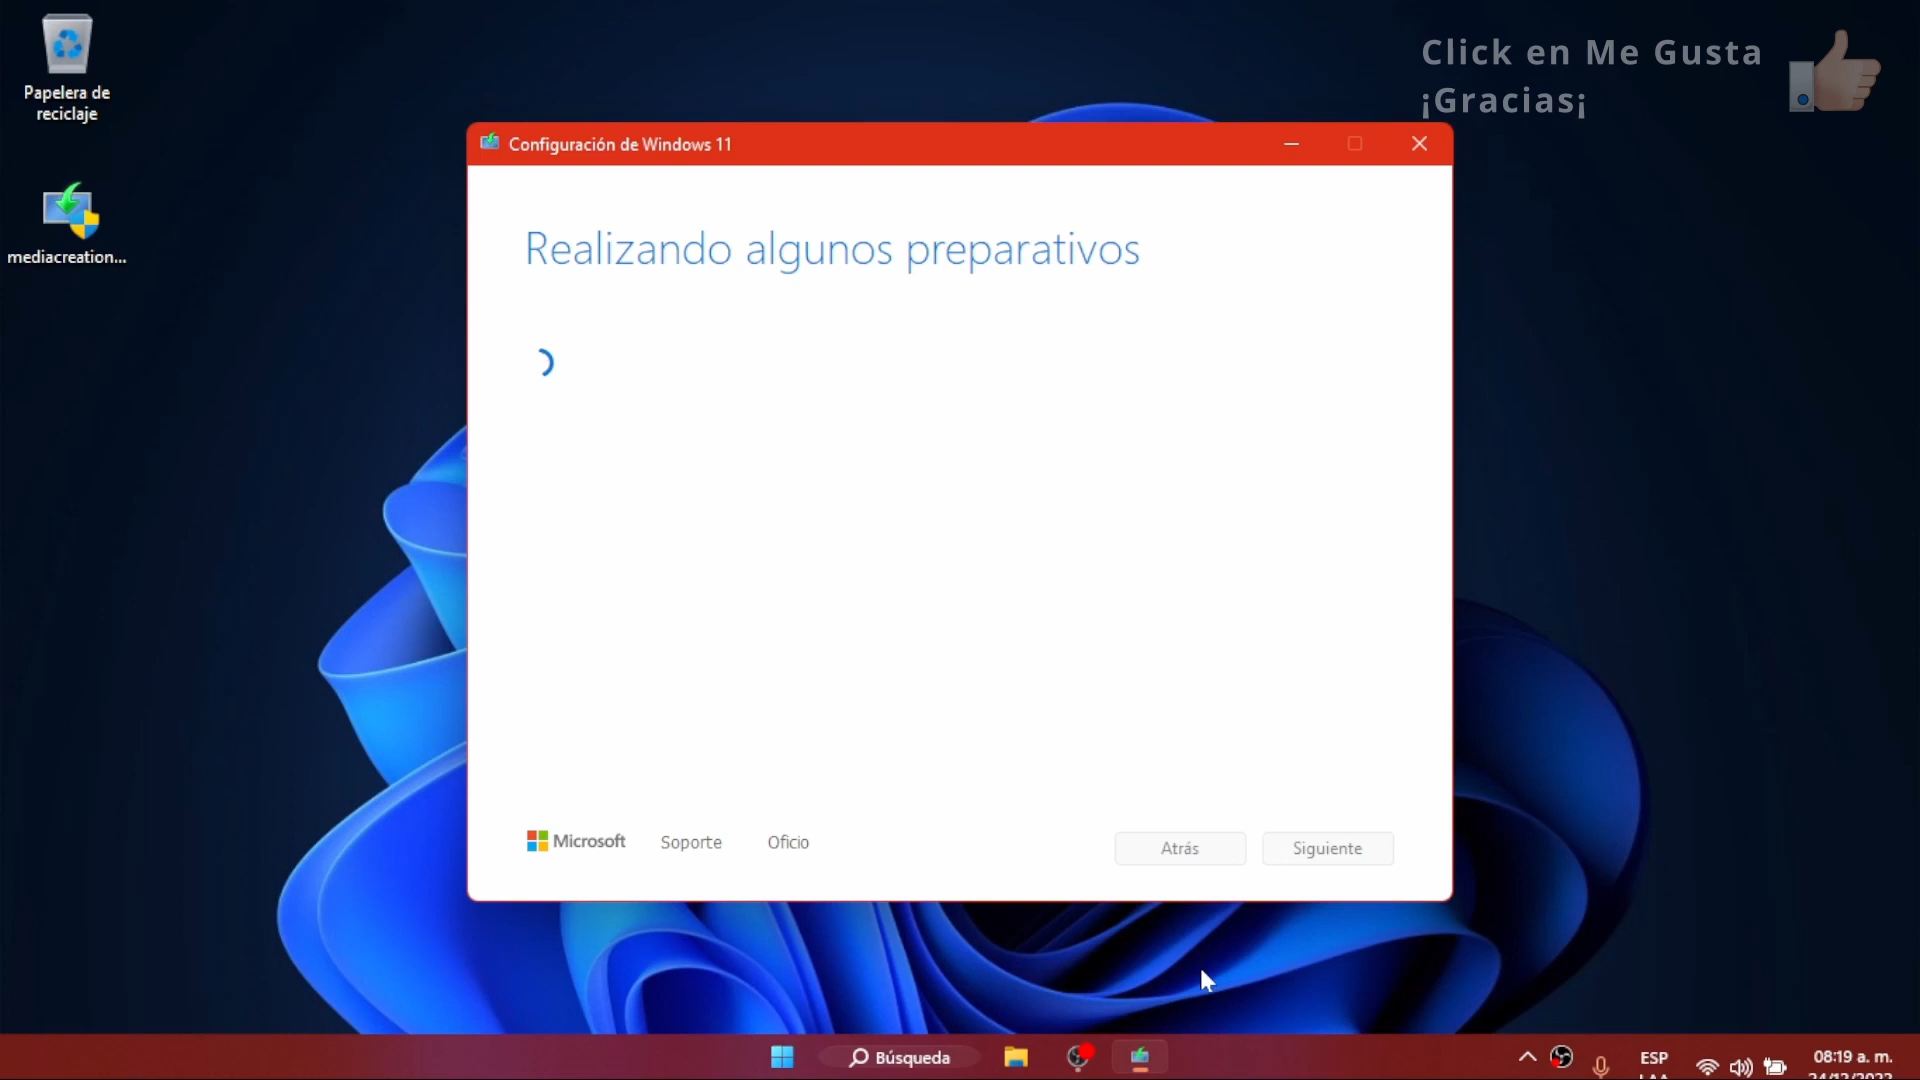 Papelera de
reciclaje
mediacreation...
Click en Me Gusta
¡Gracias¡
Configuración de Windows 11
Realizando algunos preparativos
Microsoft
Soporte
Oficio
Atrás
Siguiente
Búsqueda
ESP
LAA
08:19 a. m.